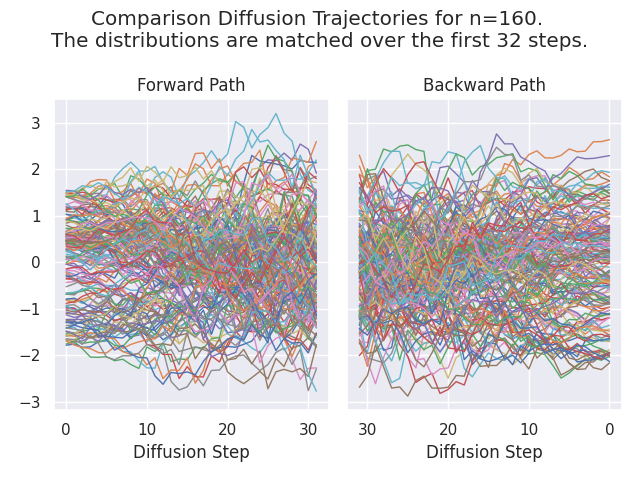 Comparison Diffusion Trajectories for n=160.
The distributions are matched over the first 32 steps.
Forward Path
Backward Path
3
2
1
0
−1
−2
−3
0 10 20 30
30 20 10 0
Diffusion Step
Diffusion Step